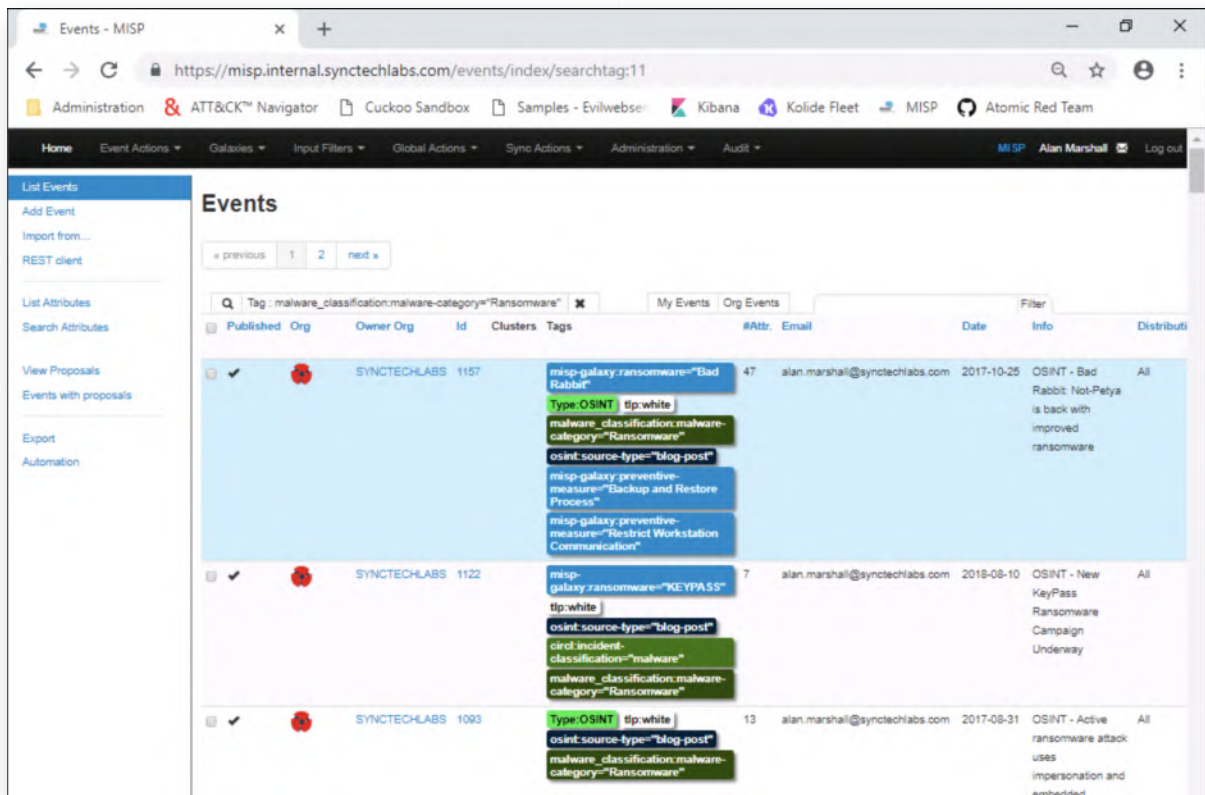 Events - MISP
https://misp.internal.synctechlabs.com/events/index/searchtag:11
Administration ATT&CK™ Navigator Cuckoo Sandbox Samples - Evilwebser Kibana Kolide Fleet MISP Atomic Red Team
Home Event Actions Galaxies Input Filters Global Actions Sync Actions Administration Audit MISP Alan Marshall Log out
List Events
Add Event
Import from...
REST client
List Attributes
Search Attributes
View Proposals
Events with proposals
Export
Automation
Events
« previous 1 2 next »
Tag : malware_classification:malware-category="Ransomware" ✖ My Events Org Events Filter
Published Org Owner Org Id Clusters Tags #Attr. Email Date Info Distributi
SYNCTECHLABS 1157
misp-galaxy:ransomware="Bad
Rabbit"
Type:OSINT tlp:white
malware_classification:malware-
category="Ransomware"
osint:source-type="blog-post"
misp-galaxy:preventive-
measure="Backup and Restore
Process"
misp-galaxy:preventive-
measure="Restrict Workstation
Communication"
47 alan.marshall@synctechlabs.com 2017-10-25
OSINT - Bad
Rabbit: Not-Petya
is back with
improved
ransomware
All
SYNCTECHLABS 1122
misp-
galaxy:ransomware="KEYPASS"
tlp:white
osint:source-type="blog-post"
circl:incident-
classification="malware"
malware_classification:malware-
category="Ransomware"
7 alan.marshall@synctechlabs.com 2018-08-10
OSINT - New
KeyPass
Ransomware
Campaign
Underway
All
SYNCTECHLABS 1093
Type:OSINT tlp:white
osint:source-type="blog-post"
malware_classification:malware-
category="Ransomware"
13 alan.marshall@synctechlabs.com 2017-08-31
OSINT - Active
ransomware attack
uses
impersonation and
embedded
All